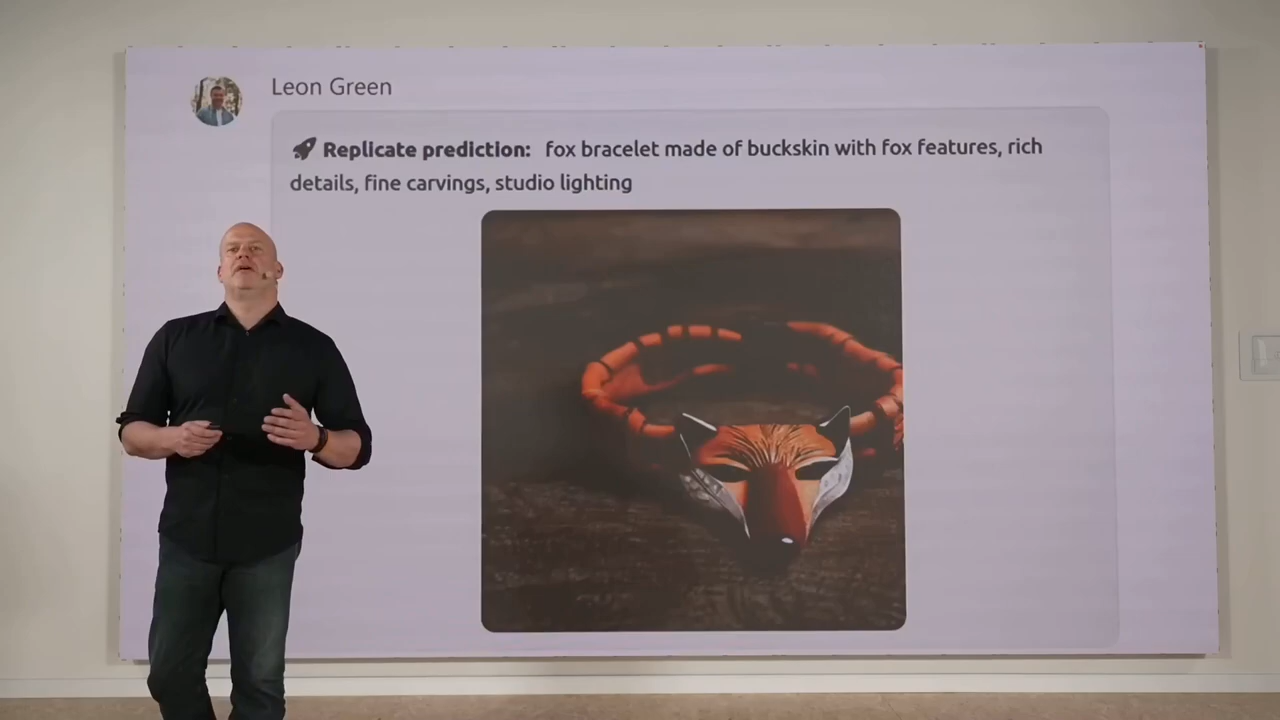 Leon Green
Replicate prediction: fox bracelet made of buckskin with fox features, rich
details, fine carvings, studio lighting